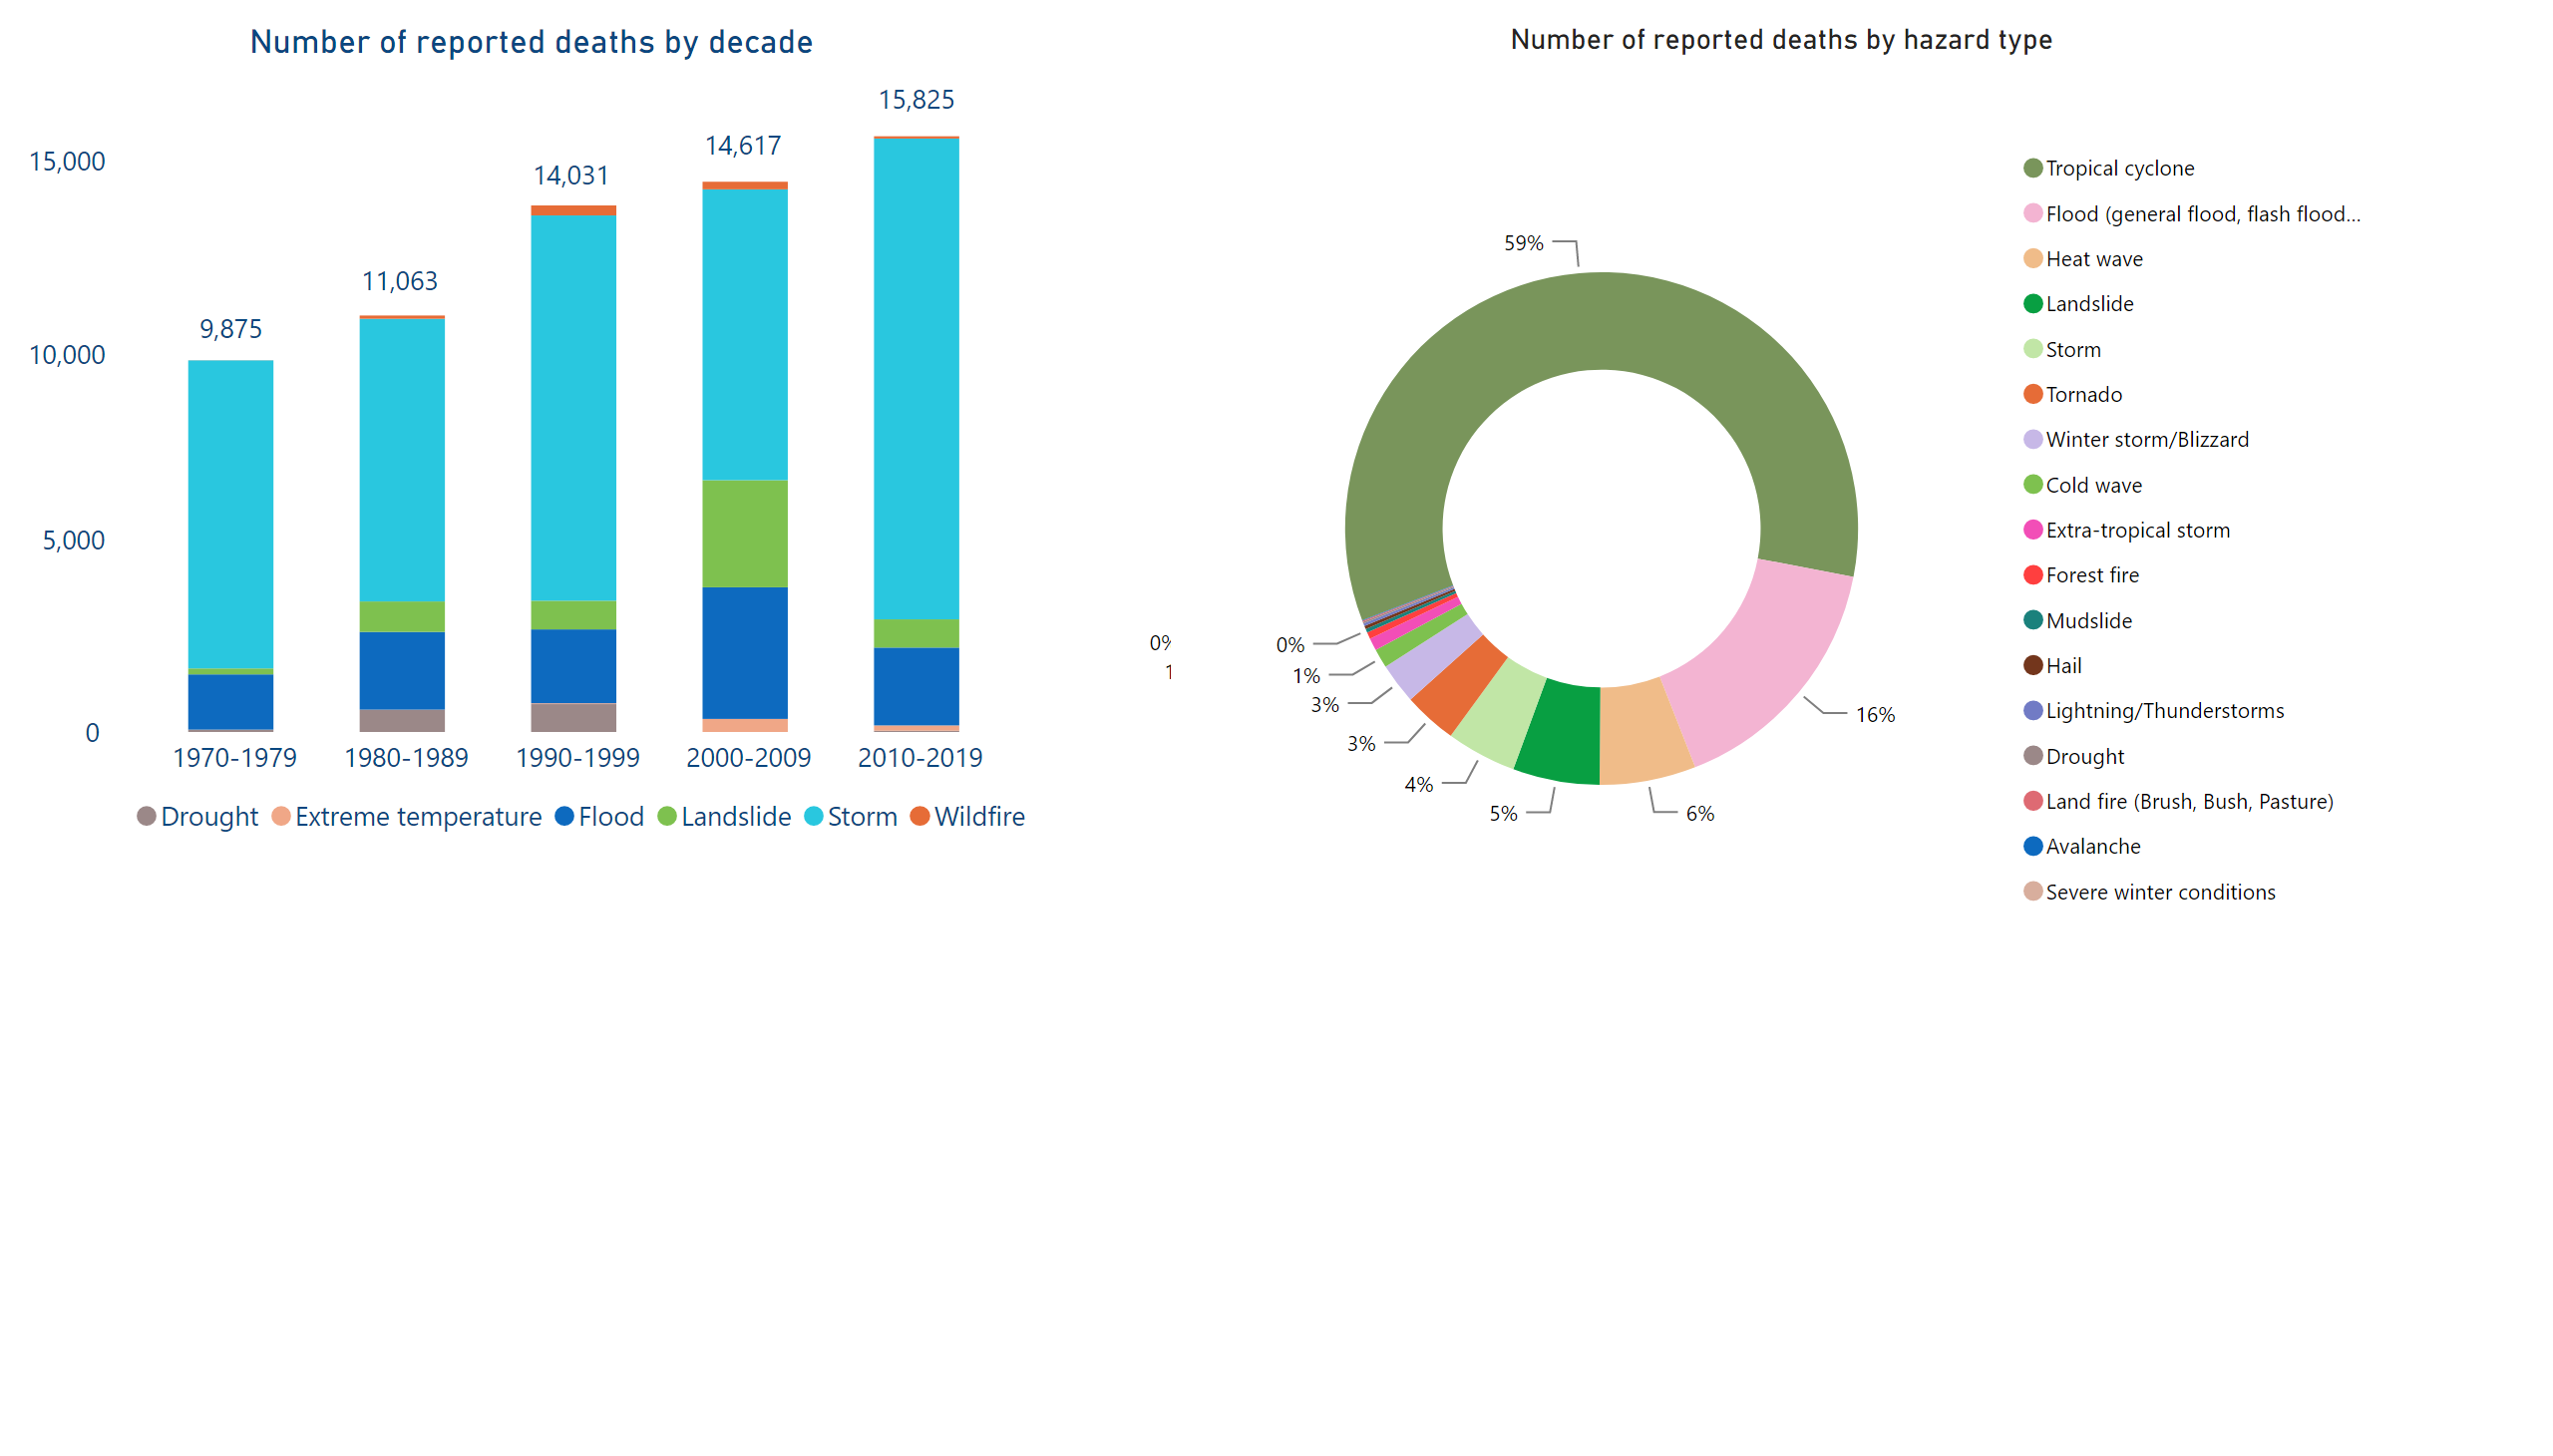 Number of reported deaths by decade
15,825
14,617
15,000
14,031
11,063
9,875
10,000
5,000
0
1970-1979 1980-1989 1990-1999 2000-2009 2010-2019
Drought Extreme temperature Flood Landslide Storm Wildfire
Number of reported deaths by hazard type
59%
16%
6%
5%
4%
3%
3%
1%
0%
0%
1
Tropical cyclone
Flood (general flood, flash flood...
Heat wave
Landslide
Storm
Tornado
Winter storm/Blizzard
Cold wave
Extra-tropical storm
Forest fire
Mudslide
Hail
Lightning/Thunderstorms
Drought
Land fire (Brush, Bush, Pasture)
Avalanche
Severe winter conditions